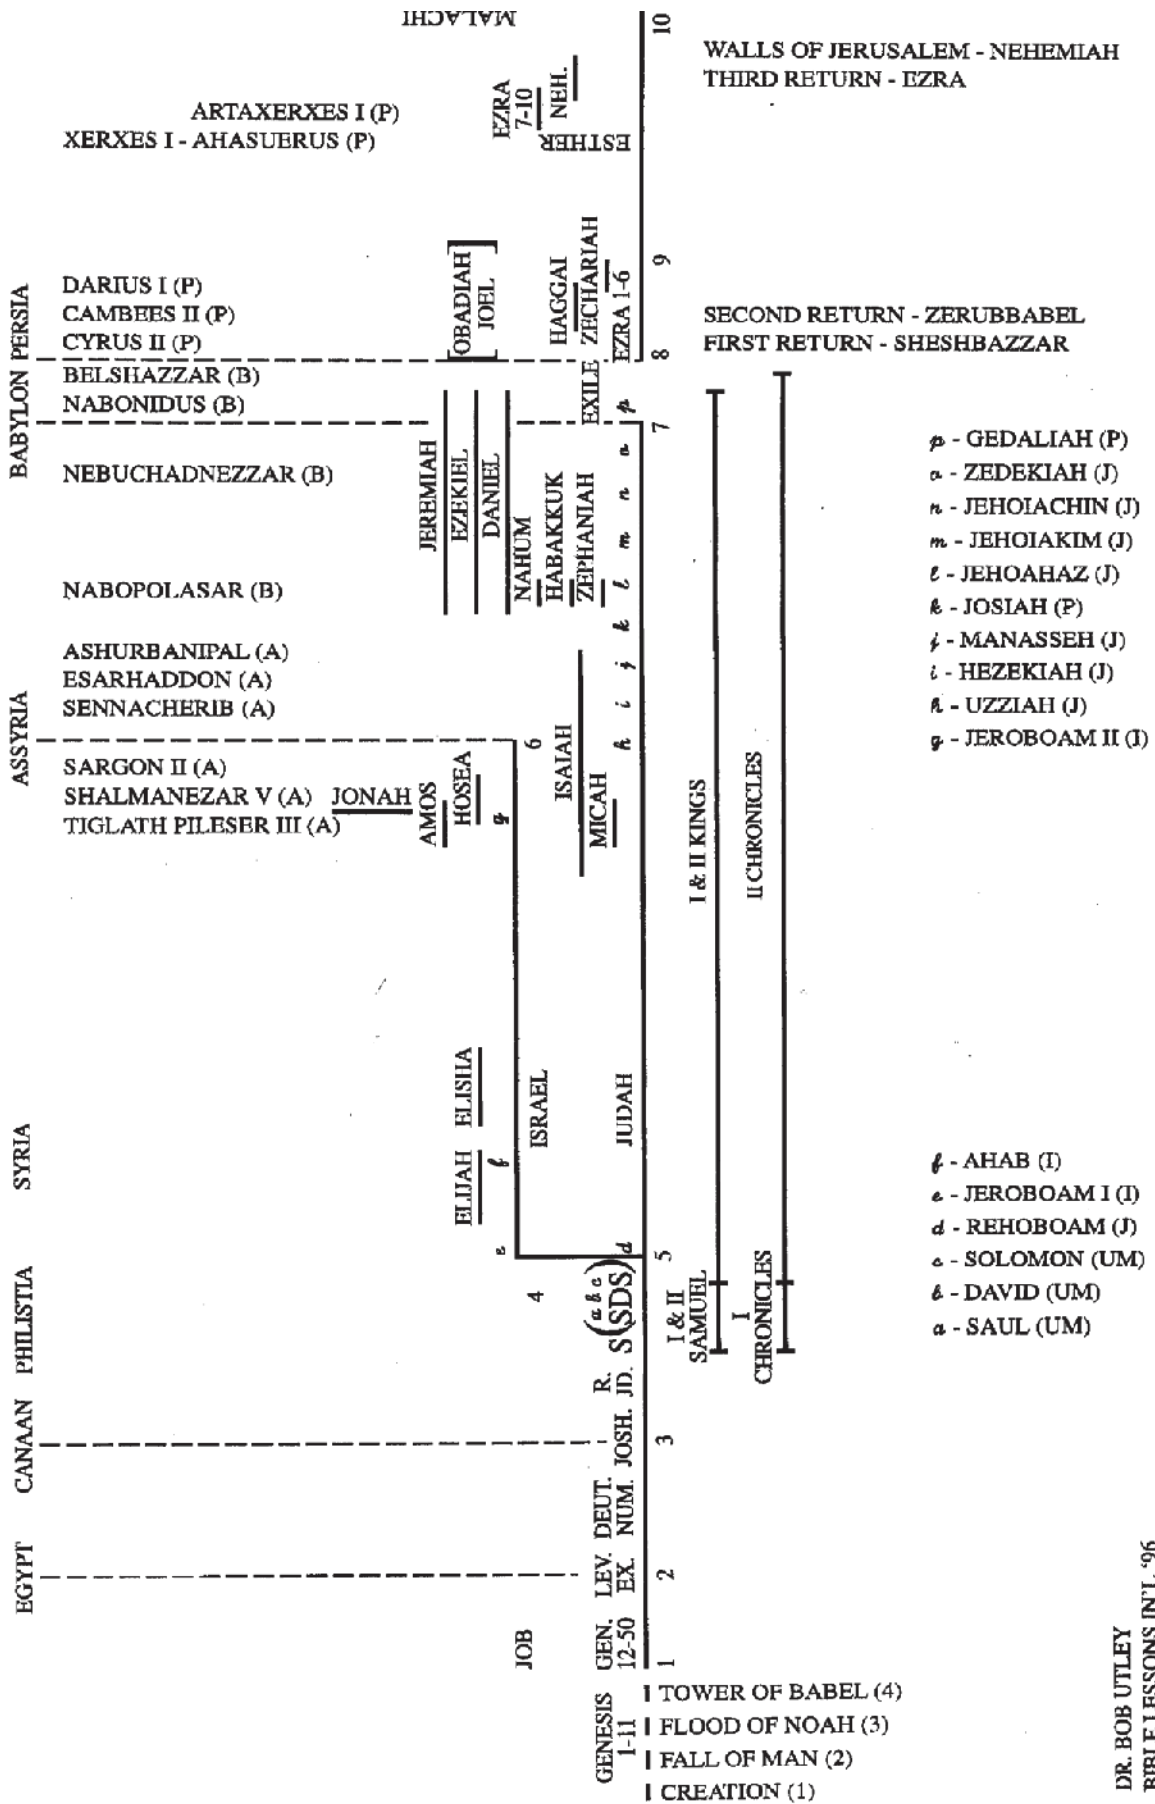 MALACHI
10
WALLS OF JERUSALEM - NEHEMIAH
THIRD RETURN - EZRA
ARTAXERXES I (P)
XERXES I - AHASUERUS (P)
EZRA
7-10
NEH.
ESTHER
9
DARIUS I (P)
CAMBEES II (P)
CYRUS II (P)
OBADIAH
JOEL
HAGGAI
ZECHARIAH
EZRA 1-6
8
SECOND RETURN - ZERUBBABEL
FIRST RETURN - SHESHBAZZAR
PERSIA
BABYLON
BELSHAZZAR (B)
NABONIDUS (B)
EXILE
p
7
NEBUCHADNEZZAR (B)
NABOPOLASAR (B)
JEREMIAH
EZEKIEL
DANIEL
NAHUM
HABAKKUK
ZEPHANIAH
o
n
m
l
k
j
i
h
p - GEDALIAH (P)
o - ZEDEKIAH (J)
n - JEHOIACHIN (J)
m - JEHOIAKIM (J)
l - JEHOAHAZ (J)
k - JOSIAH (P)
j - MANASSEH (J)
i - HEZEKIAH (J)
h - UZZIAH (J)
g - JEROBOAM II (I)
ASSYRIA
ASHURBANIPAL (A)
ESARHADDON (A)
SENNACHERIB (A)
SARGON II (A)
SHALMANEZAR V (A)
TIGLATH PILESER III (A)
JONAH
AMOS
HOSEA
g
6
ISAIAH
MICAH
I & II KINGS
II CHRONICLES
SYRIA
ELIJAH
ELISHA
f
e
ISRAEL
JUDAH
d
5
f - AHAB (I)
e - JEROBOAM I (I)
d - REHOBOAM (J)
c - SOLOMON (UM)
b - DAVID (UM)
a - SAUL (UM)
PHILISTIA
4
a b c
S(SDS)
I & II
SAMUEL
I
CHRONICLES
CANAAN
R.
JOSH. JD.
3
EGYPT
LEV. DEUT.
EX. NUM.
2
JOB
GEN.
12-50
1
GENESIS
1-11
TOWER OF BABEL (4)
FLOOD OF NOAH (3)
FALL OF MAN (2)
CREATION (1)
DR. BOB UTLEY
BIBLE LESSONS INT'L '96